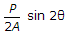 P/2A sin 2θ